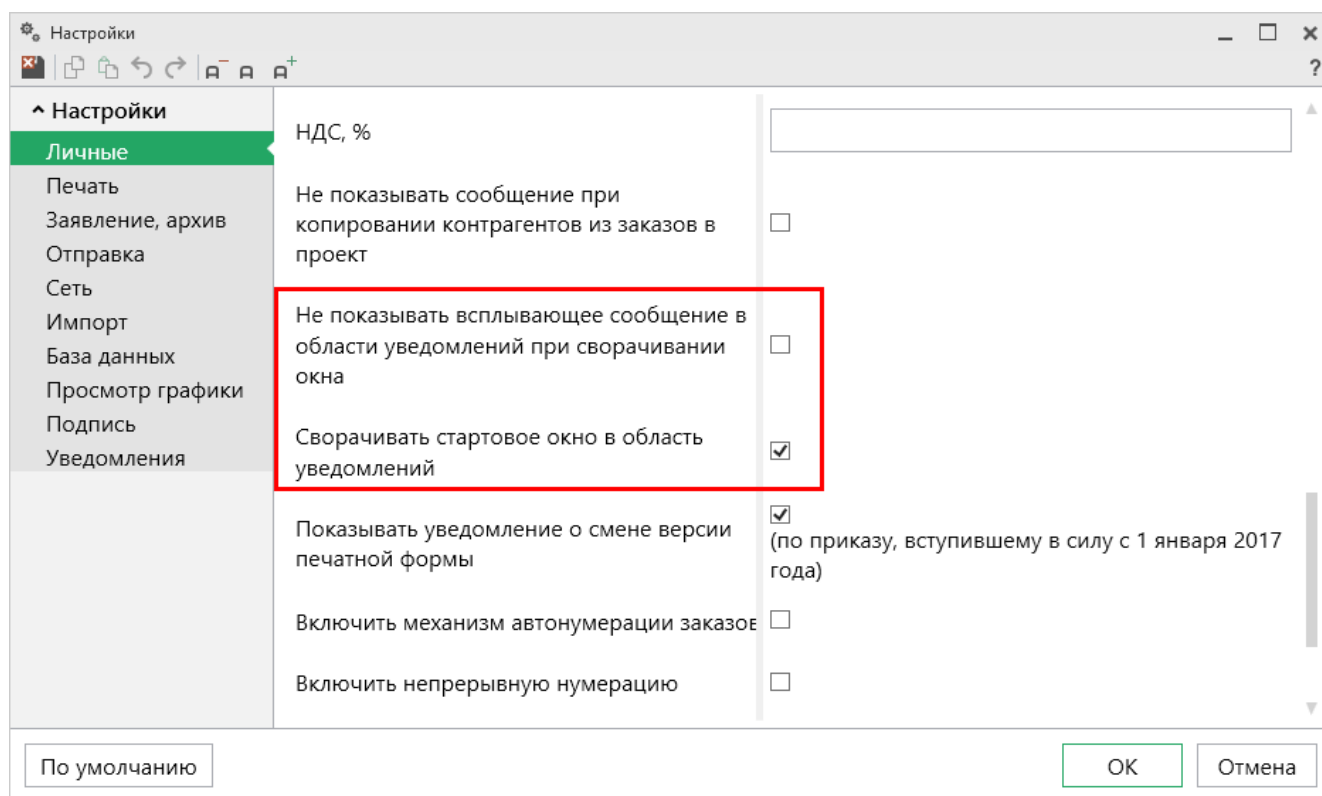 Настройки
?
Настройки
Личные
Печать
Заявление, архив
Отправка
Сеть
Импорт
База данных
Просмотр графики
Подпись
Уведомления
НДС, %
Не показывать сообщение при
копировании контрагентов из заказов в
проект
Не показывать всплывающее сообщение в
области уведомлений при сворачивании
окна
Сворачивать стартовое окно в область
уведомлений
Показывать уведомление о смене версии
печатной формы
(по приказу, вступившему в силу с 1 января 2017
года)
Включить механизм автонумерации заказов
Включить непрерывную нумерацию
По умолчанию
ОК
Отмена